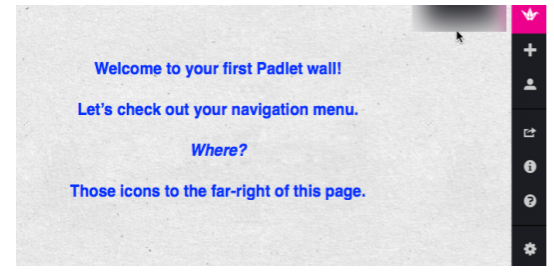 Welcome to your first Padlet wall!
Let's check out your navigation menu.
Where?
Those icons to the far-right of this page.